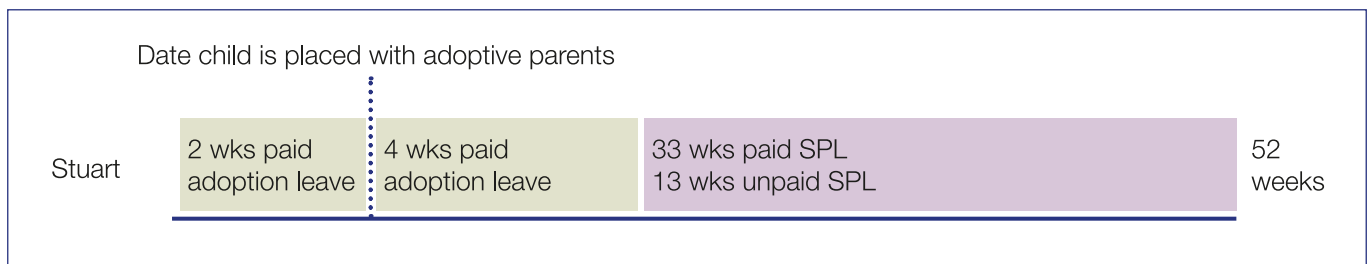 Date child is placed with adoptive parents
Stuart
2 wks paid
adoption leave
4 wks paid
adoption leave
33 wks paid SPL
13 wks unpaid SPL
52
weeks